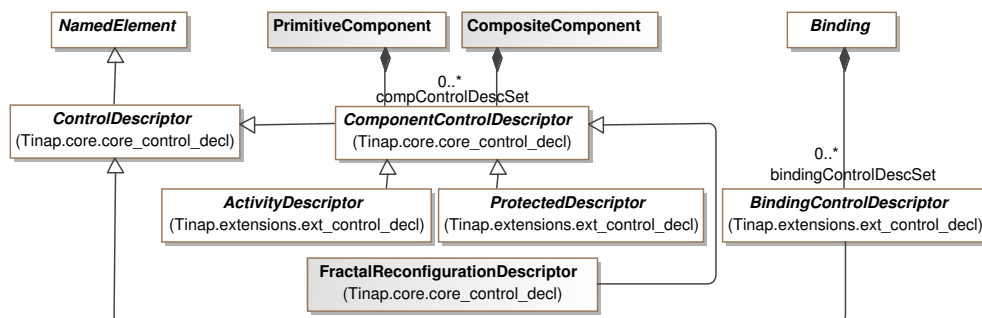 NamedElement
PrimitiveComponent
CompositeComponent
Binding
0..*
compControlDescSet
ControlDescriptor
(Tinap.core.core_control_decl)
ComponentControlDescriptor
(Tinap.core.core_control_decl)
0..*
bindingControlDescSet
ActivityDescriptor
(Tinap.extensions.ext_control_decl)
ProtectedDescriptor
(Tinap.extensions.ext_control_decl)
BindingControlDescriptor
(Tinap.extensions.ext_control_decl)
FractalReconfigurationDescriptor
(Tinap.core.core_control_decl)